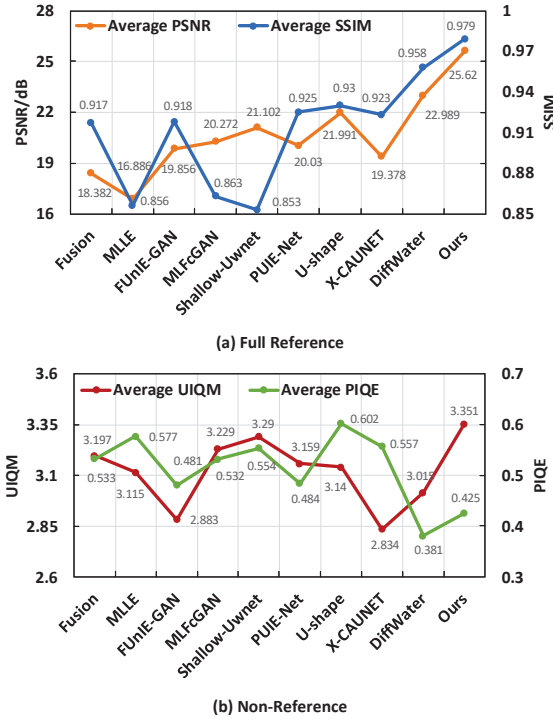 28 1
Average PSNR Average SSIM
0.979
0.958
25 0.97
25.62
0.917 0.918 0.925 0.93 0.923
22 0.94
21.102 22.989
20.272 21.991
19 0.91
16.886 19.856 20.03 19.378
18.382 0.88
0.856 0.863 0.853
16 0.85
PSNR/dB
SSIM
Fusion
MLLE
FUnIE-GAN
MLFcGAN
Shallow-Uwnet
PUIE-Net
U-shape
X-CAUNET
DiffWater
Ours
(a) Full Reference
3.6 0.7
Average UIQM Average PIQE
3.351
3.35 0.6
3.197 0.577 3.229 3.29 3.159 0.602 0.557
3.1 0.5
0.533 0.481 0.532 0.554 3.14 3.015
3.115 0.484 0.425
2.85 0.4
2.883 2.834 0.381
2.6 0.3
UIQM
PIQE
Fusion
MLLE
FUnIE-GAN
MLFcGAN
Shallow-Uwnet
PUIE-Net
U-shape
X-CAUNET
DiffWater
Ours
(b) Non-Reference